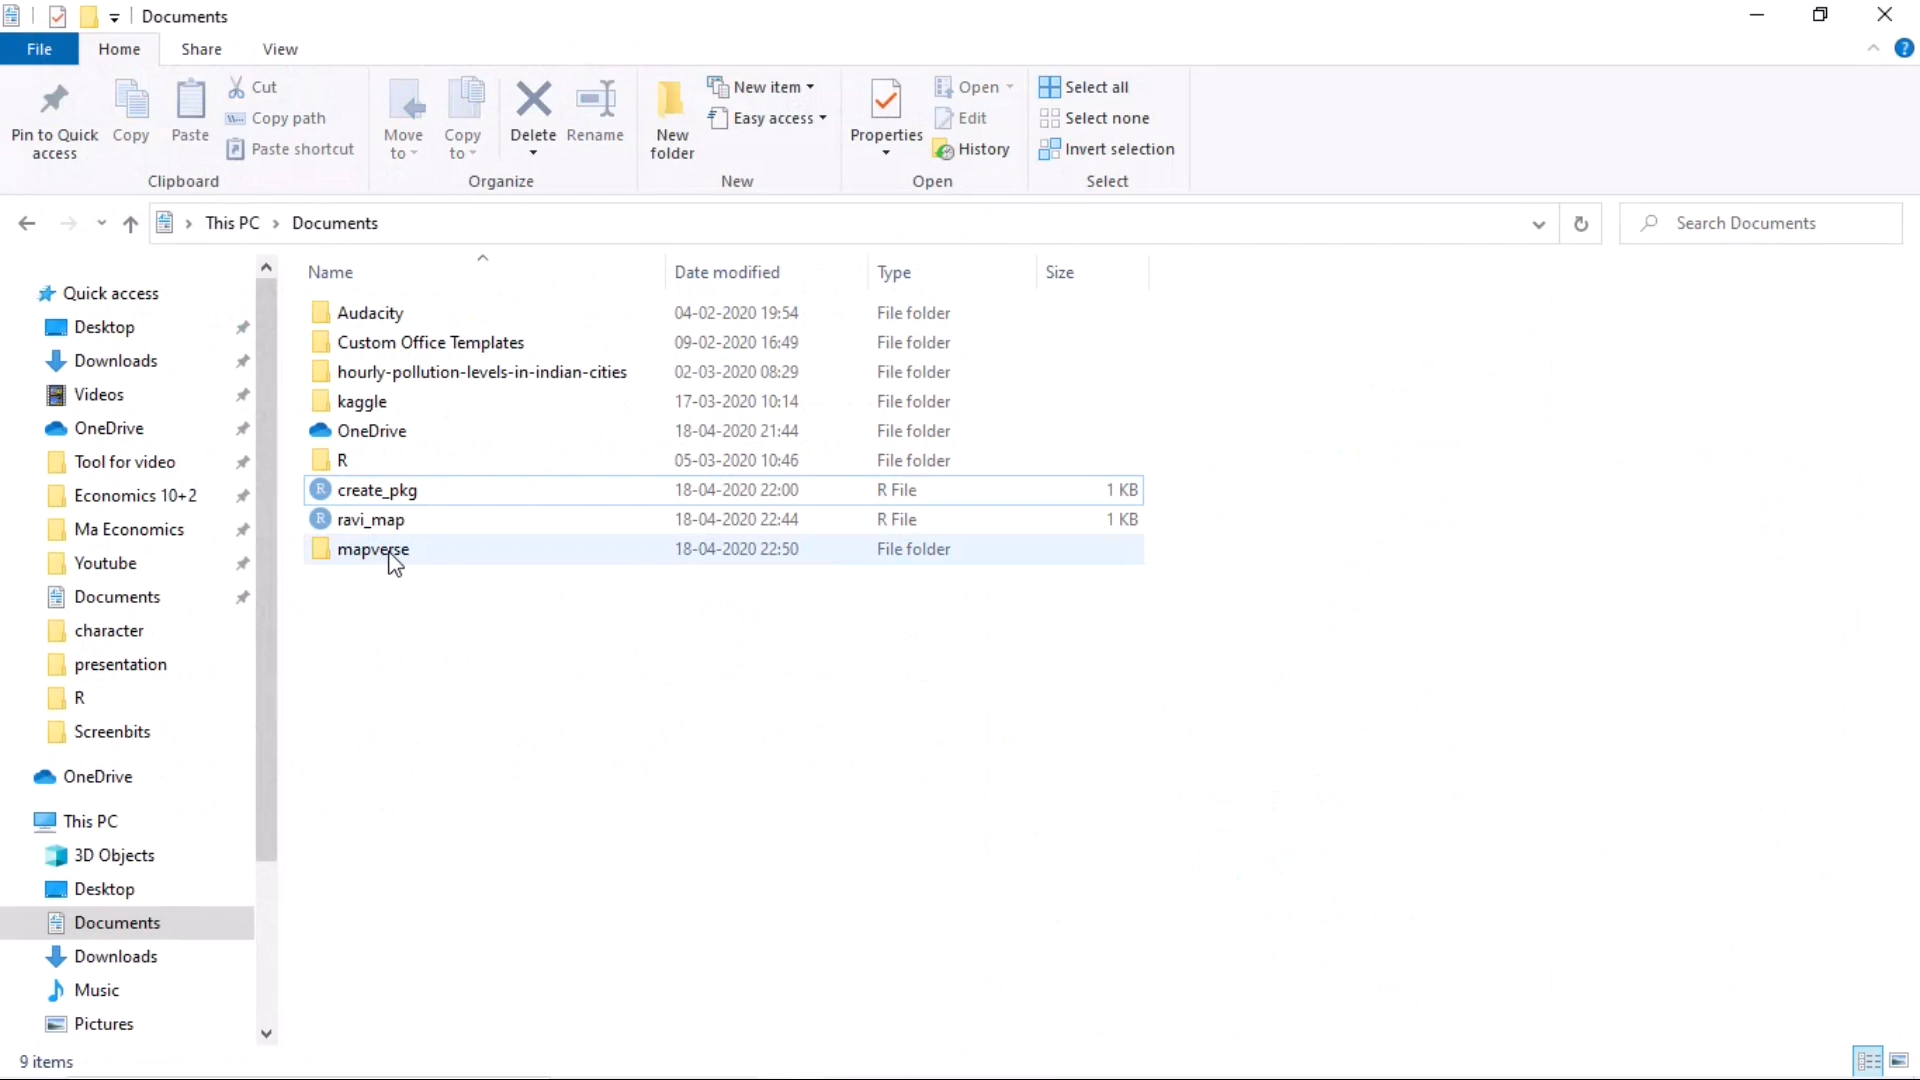 Documents
File Home Share View
Pin to Quick access
Copy
Paste
Cut
Copy path
Paste shortcut
Clipboard
Move to
Copy to
Delete
Rename
Organize
New folder
New item
Easy access
New
Properties
Open
Edit
History
Open
Select all
Select none
Invert selection
Select
This PC > Documents
Search Documents
Quick access
Desktop
Downloads
Videos
OneDrive
Tool for video
Economics 10+2
Ma Economics
Youtube
Documents
character
presentation
R
Screenbits
OneDrive
This PC
3D Objects
Desktop
Documents
Downloads
Music
Pictures
Name Date modified Type Size
Audacity 04-02-2020 19:54 File folder
Custom Office Templates 09-02-2020 16:49 File folder
hourly-pollution-levels-in-indian-cities 02-03-2020 08:29 File folder
kaggle 17-03-2020 10:14 File folder
OneDrive 18-04-2020 21:44 File folder
R 05-03-2020 10:46 File folder
create_pkg 18-04-2020 22:00 R File 1 KB
ravi_map 18-04-2020 22:44 R File 1 KB
mapverse 18-04-2020 22:50 File folder
9 items